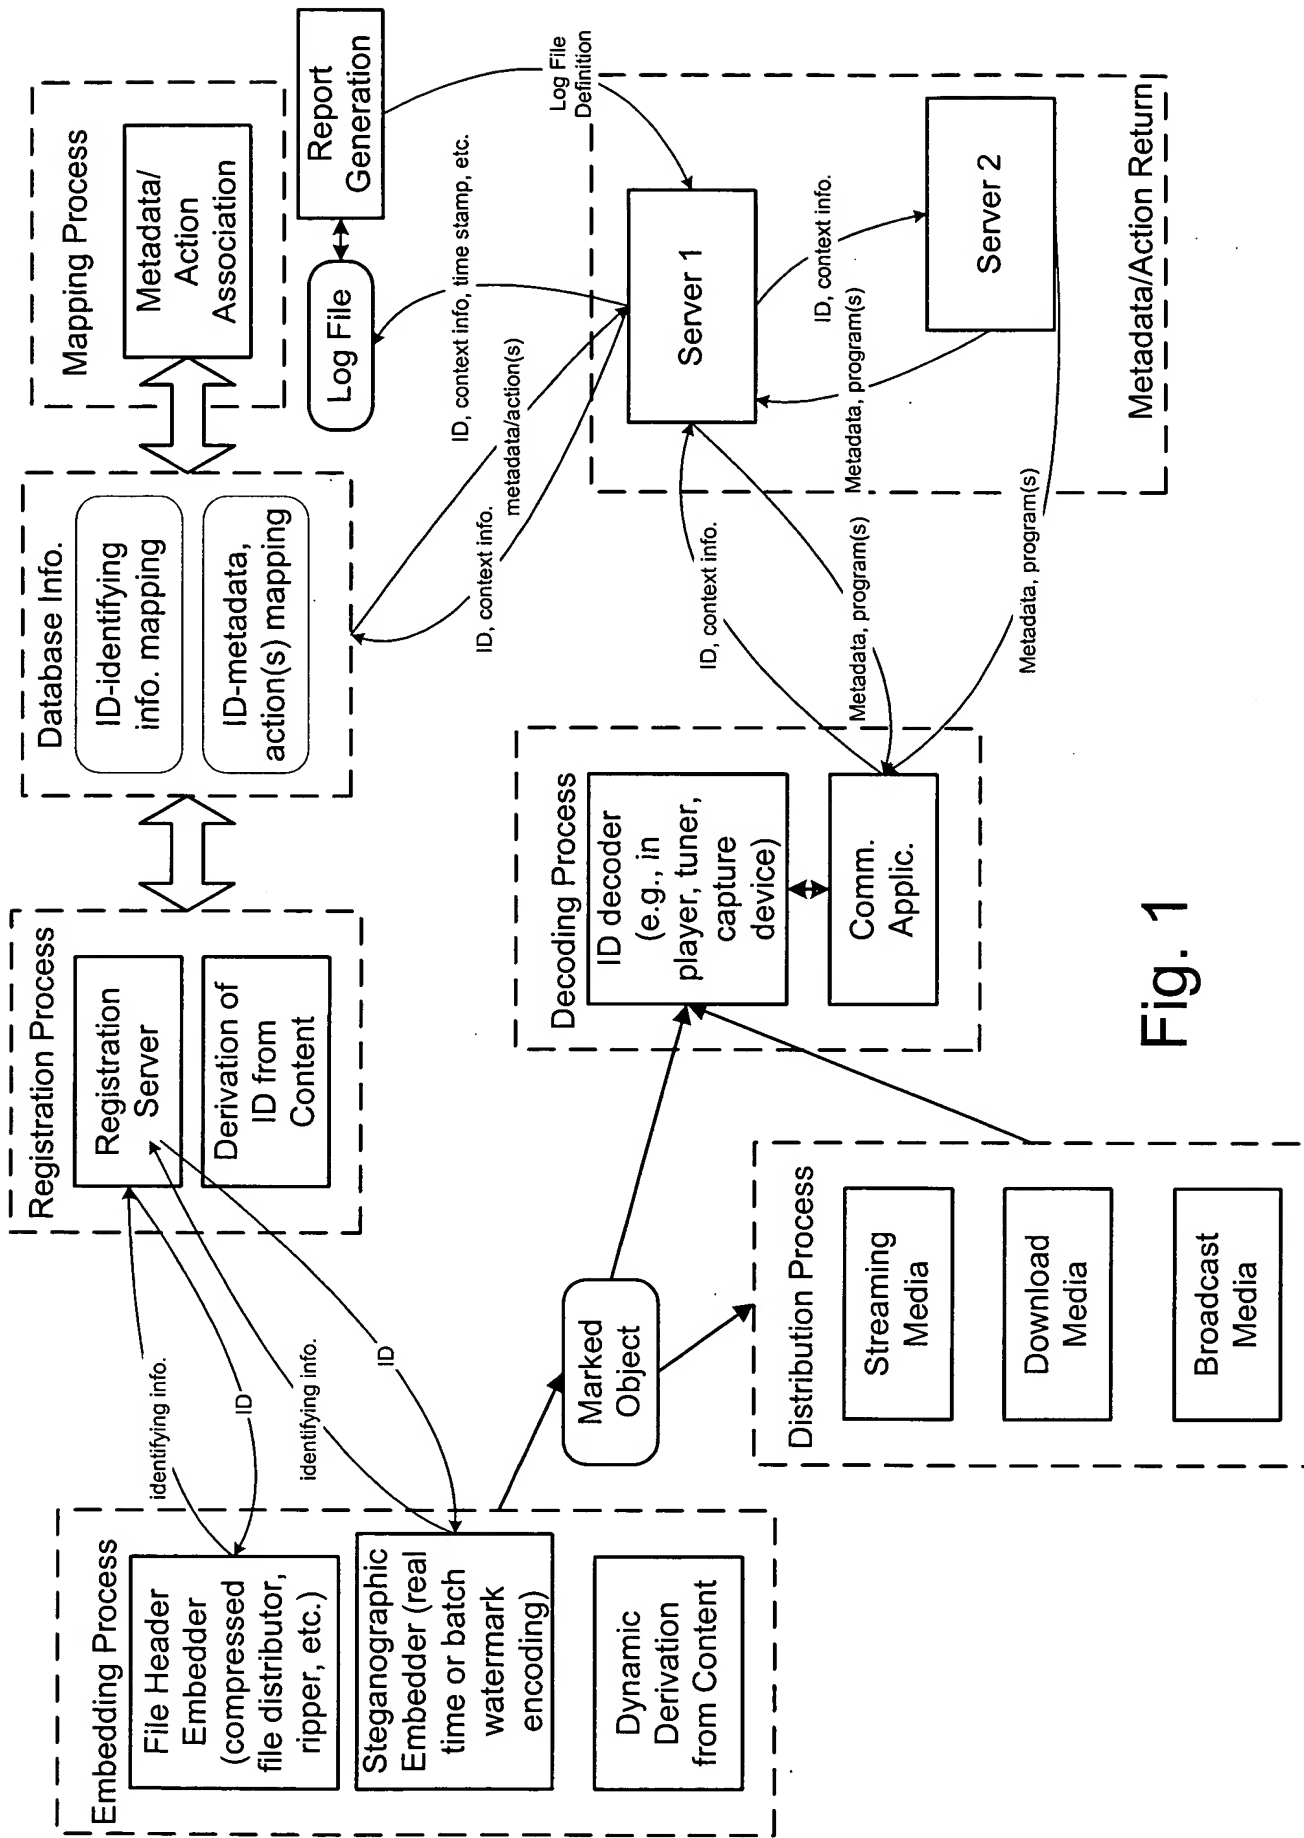 Embedding Process
File Header
Embedder
(compressed
file distributor,
ripper, etc.)
Steganographic
Embedder (real
time or batch
watermark
encoding)
Dynamic
Derivation
from Content
identifying info.
ID
identifying info.
ID
Registration Process
Registration
Server
Derivation of
ID from
Content
Database Info.
ID-identifying
info. mapping
ID-metadata,
action(s) mapping
Mapping Process
Metadata/
Action
Association
Log File
Report
Generation
Log File
Definition
ID, context info, time stamp, etc.
metadata/action(s)
ID, context info.
Marked
Object
Distribution Process
Streaming
Media
Download
Media
Broadcast
Media
Decoding Process
ID decoder
(e.g., in
player, tuner,
capture
device)
Comm.
Applic.
ID, context info.
Metadata, program(s)
Metadata, program(s)
Server 1
ID, context info.
Metadata, program(s)
Server 2
Metadata/Action Return
Fig. 1